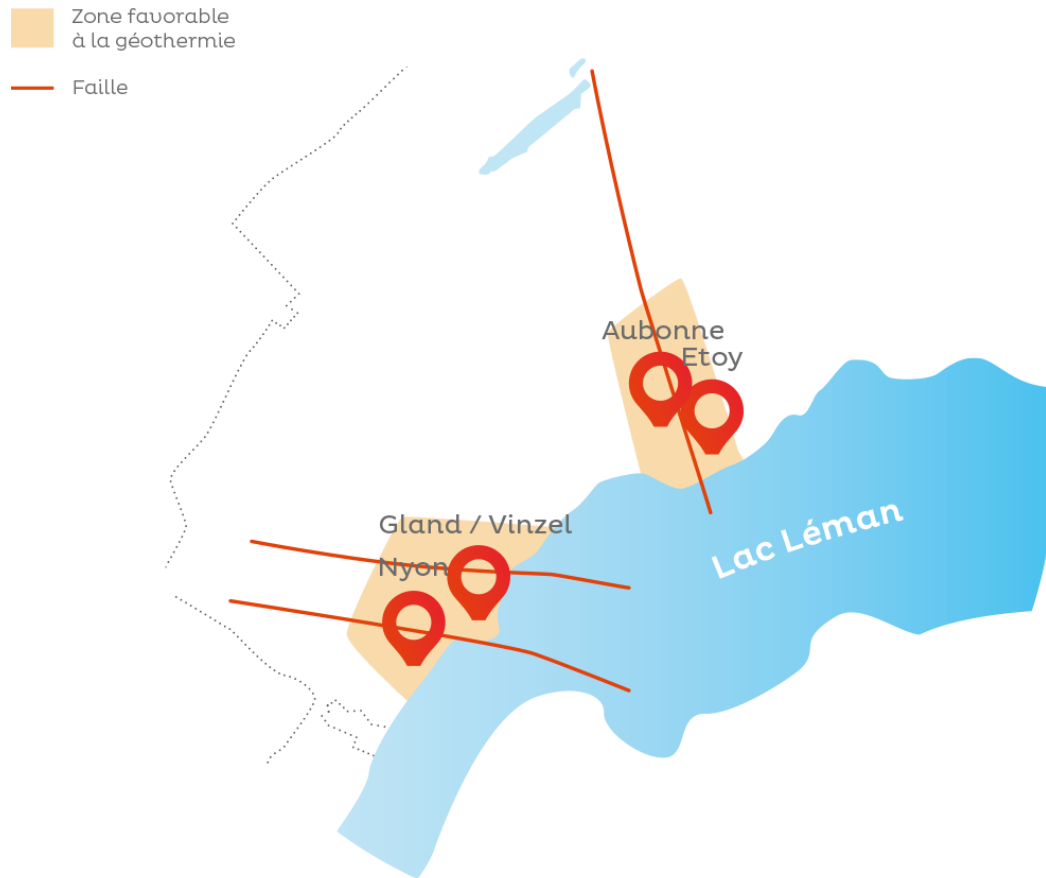 Zone favorable
à la géothermie
Faille
Aubonne
Etoy
Lac Léman
Gland / Vinzel
Nyon